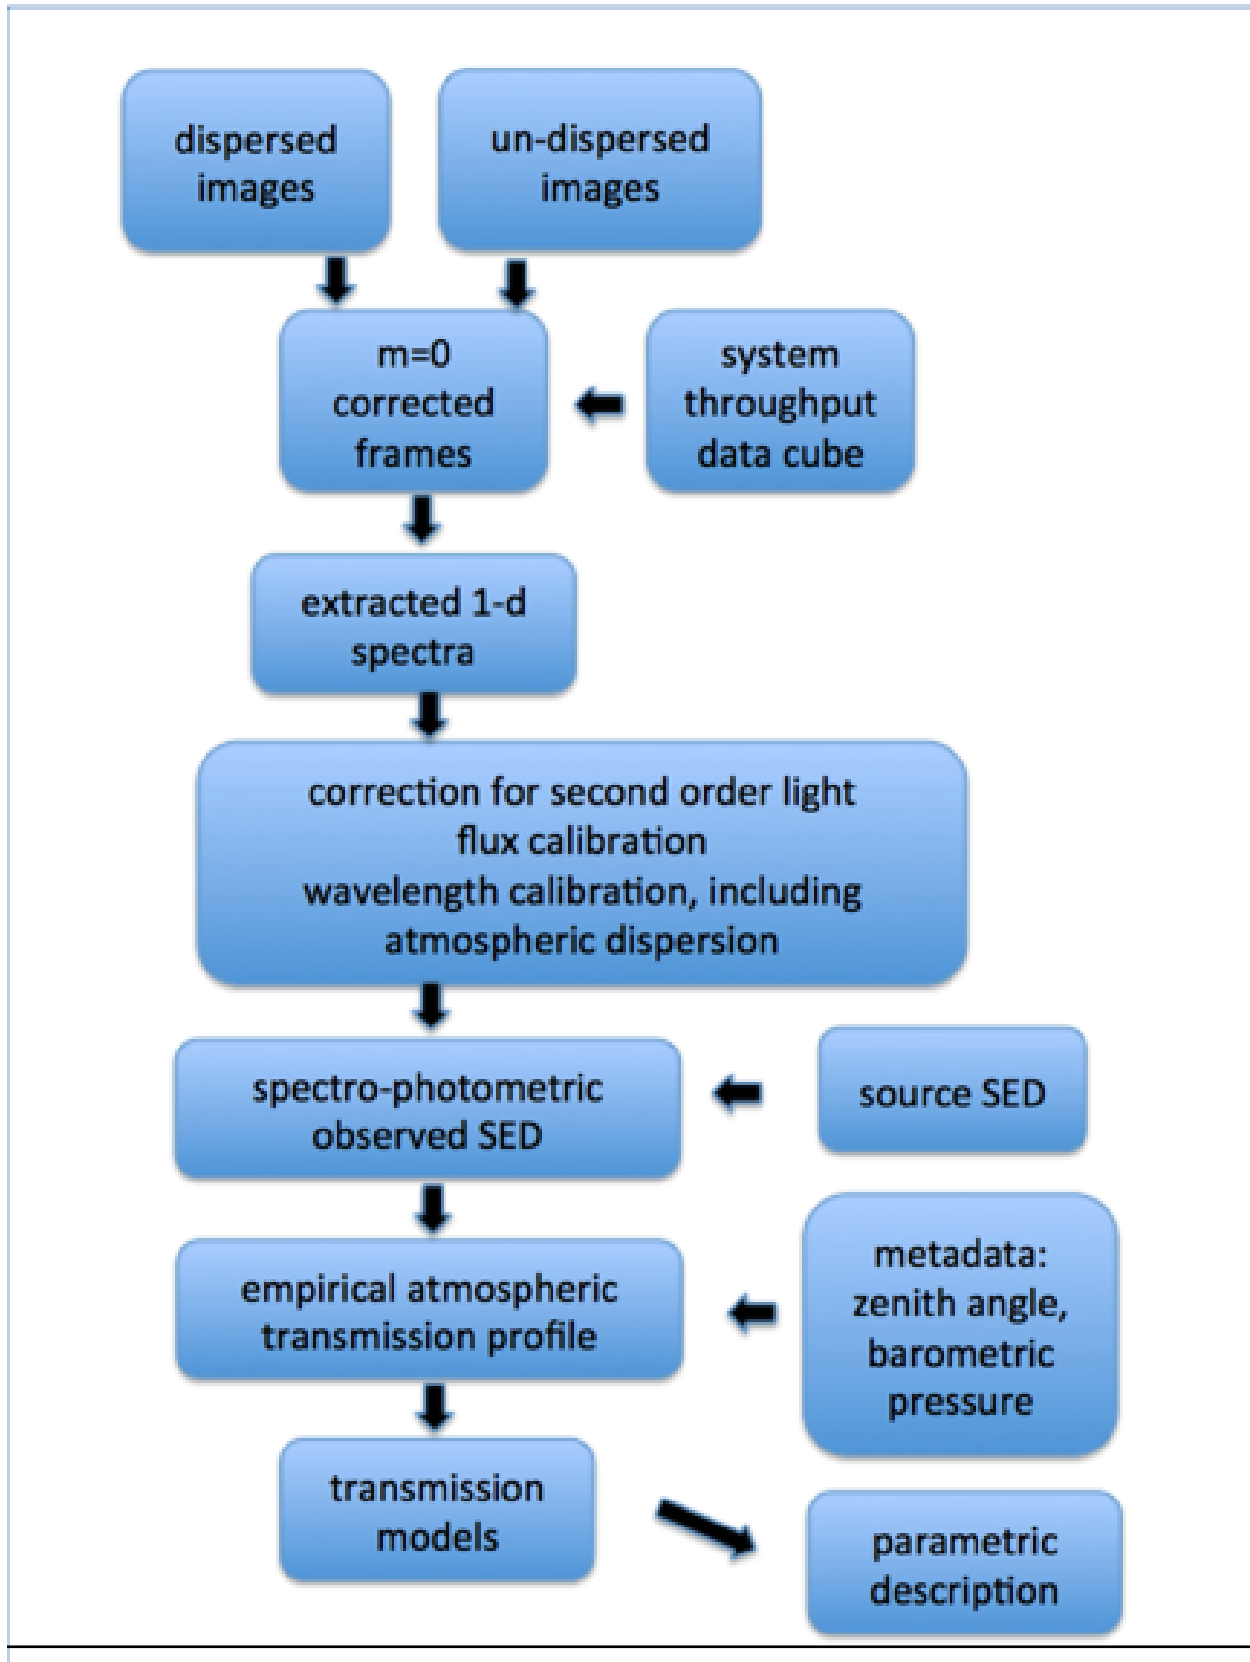 dispersed
images
un-dispersed
images
m=0
corrected
frames
system
throughput
data cube
extracted 1-d
spectra
correction for second order light
flux calibration
wavelength calibration, including
atmospheric dispersion
spectro-photometric
observed SED
source SED
empirical atmospheric
transmission profile
metadata:
zenith angle,
barometric
pressure
transmission
models
parametric
description